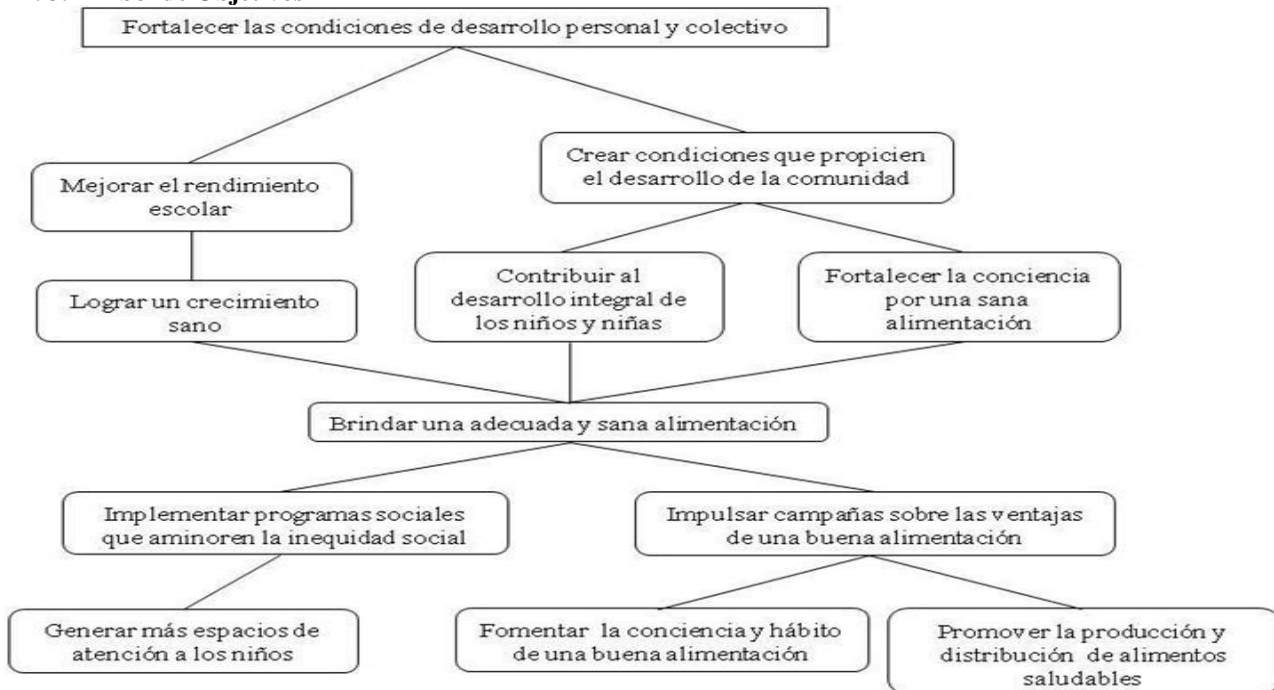 Fortalecer las condiciones de desarrollo personal y colectivo
Crear condiciones que propicien
el desarrollo de la comunidad
Mejorar el rendimiento
escolar
Lograr un crecimiento
sano
Contribuir al
desarrollo integral de
los niños y niñas
Fortalecer la conciencia
por una sana
alimentación
Brindar una adecuada y sana alimentación
Implementar programas sociales
que aminoren la inequidad social
Impulsar campañas sobre las ventajas
de una buena alimentación
Generar más espacios de
atención a los niños
Fomentar la conciencia y hábito
de una buena alimentación
Promover la producción y
distribución de alimentos
saludables